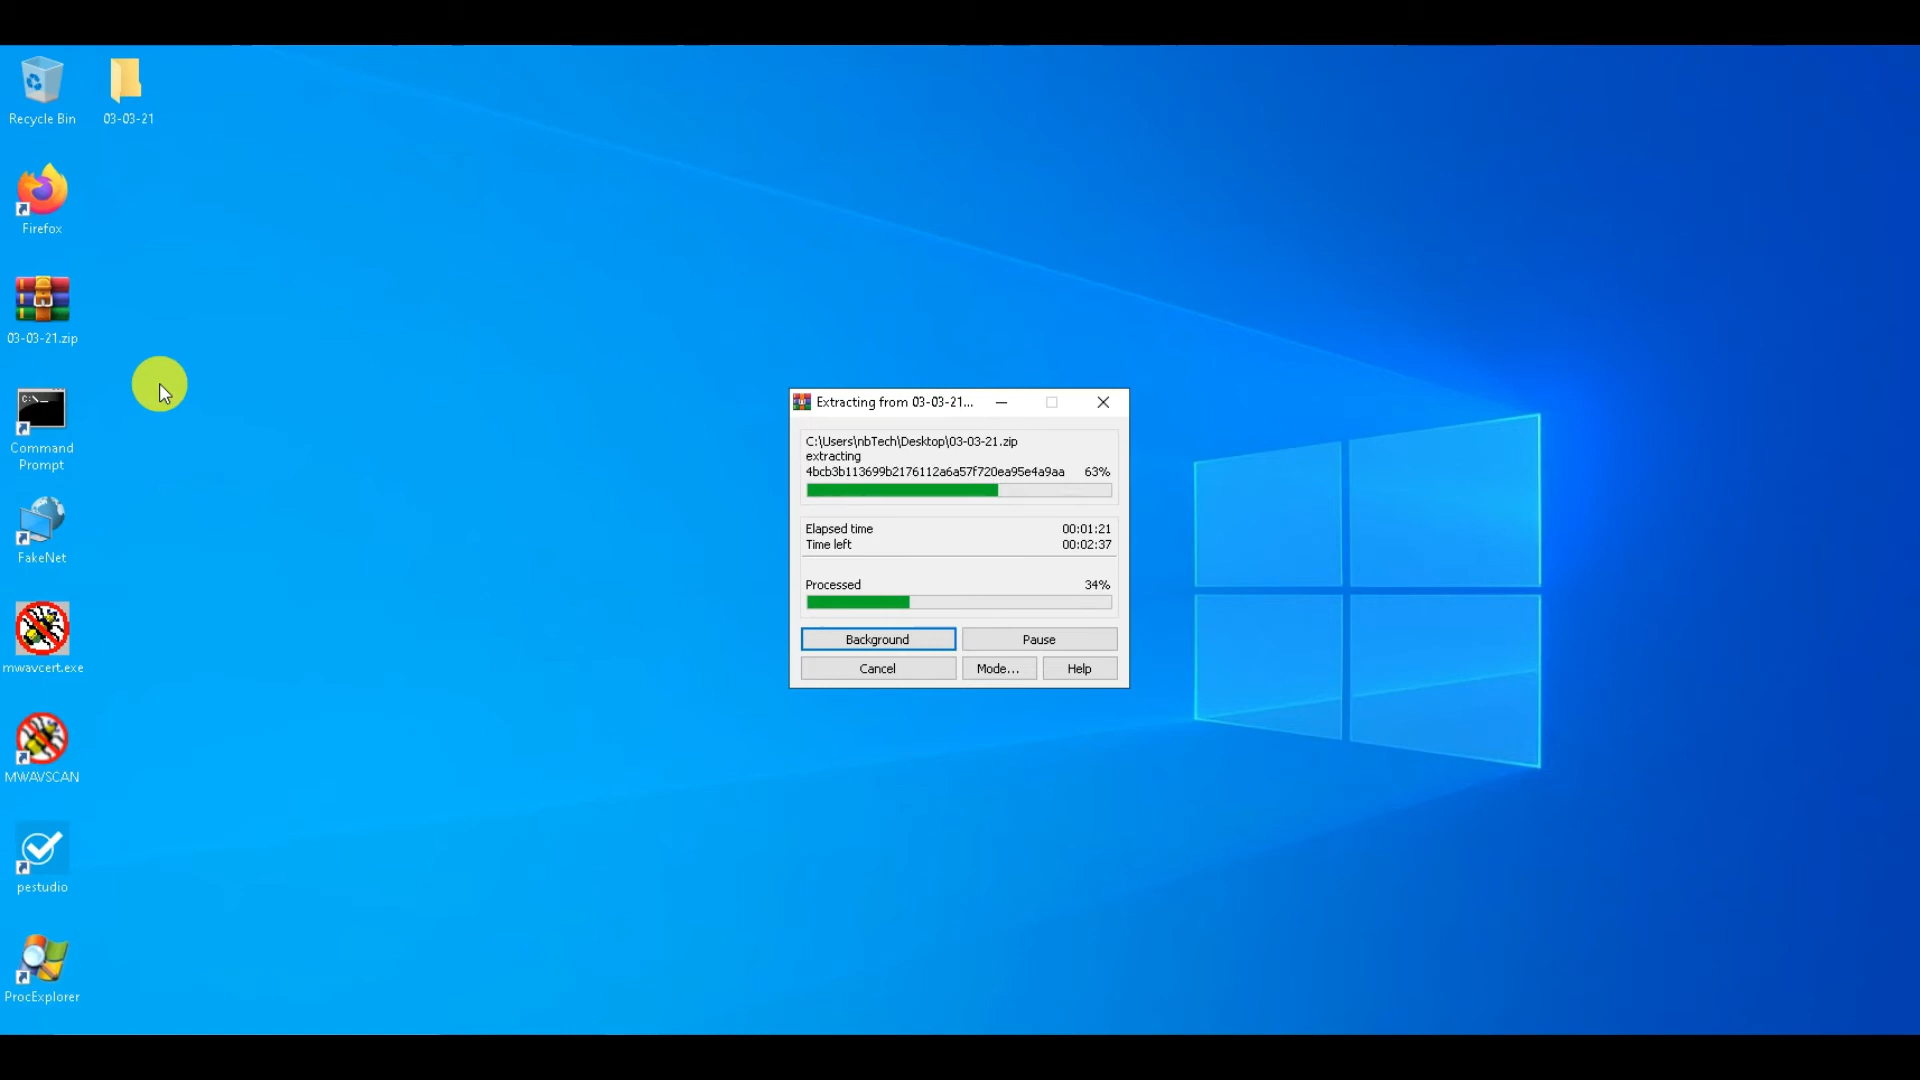 Recycle Bin
03-03-21
Firefox
03-03-21.zip
Command
Prompt
FakeNet
mwavcert.exe
MWAVSCAN
pestudio
ProcExplorer
Extracting from 03-03-21...
C:\Users\nbTech\Desktop\03-03-21.zip
extracting
4bcb3b113699b2176112a6a57f720ea95e4a9aa 63%
Elapsed time 00:01:21
Time left 00:02:37
Processed 34%
Background Pause
Cancel Mode... Help